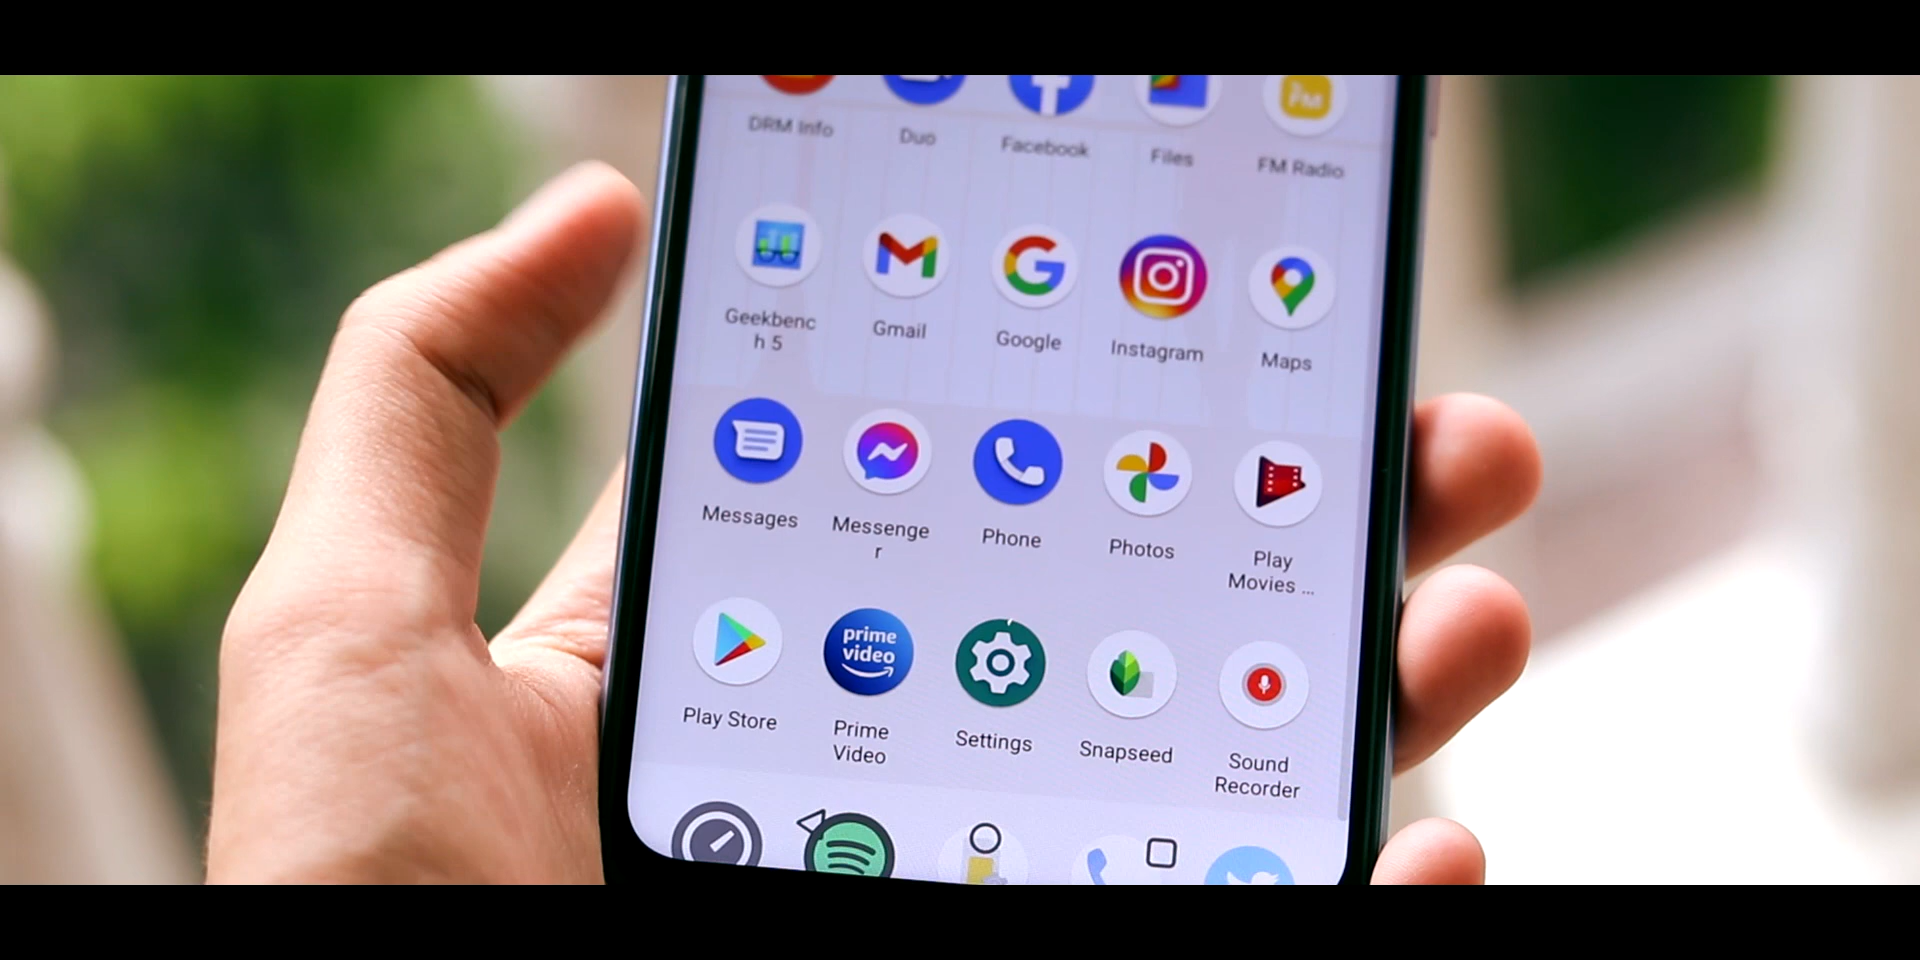 DRM Info
Duo
Facebook
Files
FM Radio
FM
Geekbenc
h 5
Gmail
Google
Instagram
Maps
Messages
Messenge
r
Phone
Photos
Play
Movies ...
Play Store
prime
video
Prime
Video
Settings
Snapseed
Sound
Recorder